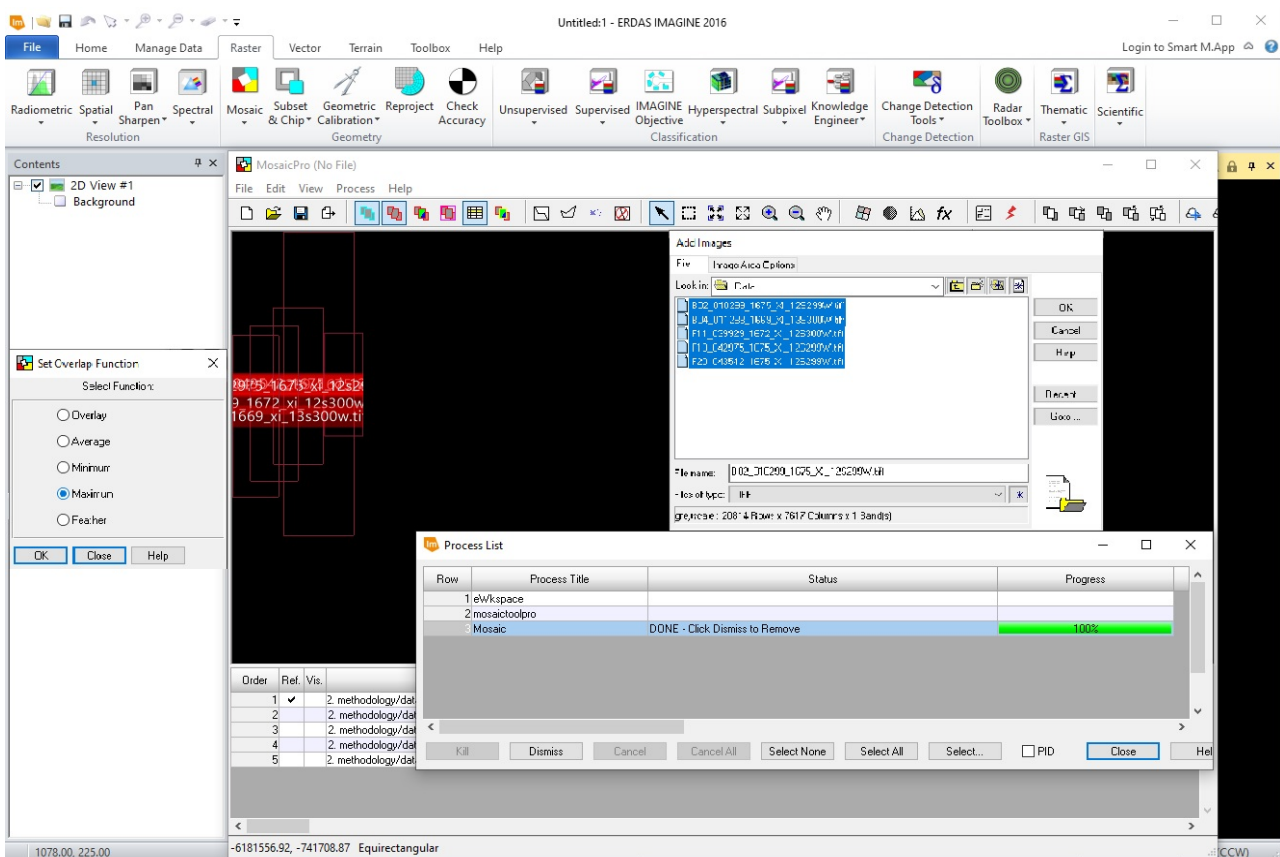 Untitled:1 - ERDAS IMAGINE 2016
File Home Manage Data Raster Vector Terrain Toolbox Help Login to Smart M.App
Radiometric Spatial Pan Sharpen Spectral Mosaic Subset & Chip Geometric Calibration Reproject Check Accuracy Unsupervised Supervised IMAGINE Objective Hyperspectral Subpixel Knowledge Engineer Change Detection Tools Radar Toolbox Thematic Scientific
Resolution Geometry Classification Change Detection Raster GIS
Contents
2D View #1
Background
MosaicPro (No File)
File Edit View Process Help
fx
Add Images
Image Area Options
Look in:
OK
Cancel
Help
Recent
Goto ...
File name:
Set Overlap Function
Select Function:
Overlay
Average
Minimum
Maximum
Feather
OK Close Help
9_1672_xi_12s300w
1669_xi_13s300w.ti
Process List
Row Process Title Status Progress
1 eWkspace
2 mosaictoolpro
3 Mosaic DONE - Click Dismiss to Remove 100%
Kill Dismiss Cancel Cancel All Select None Select All Select... PID Close Hel
Order Ref. Vis.
1 2. methodology/dat
2 2. methodology/dat
3 2. methodology/dat
4 2. methodology/dat
5 2. methodology/dat
-6181556.92, -741708.87 Equirectangular
1078.00, 225.00
(CCW)